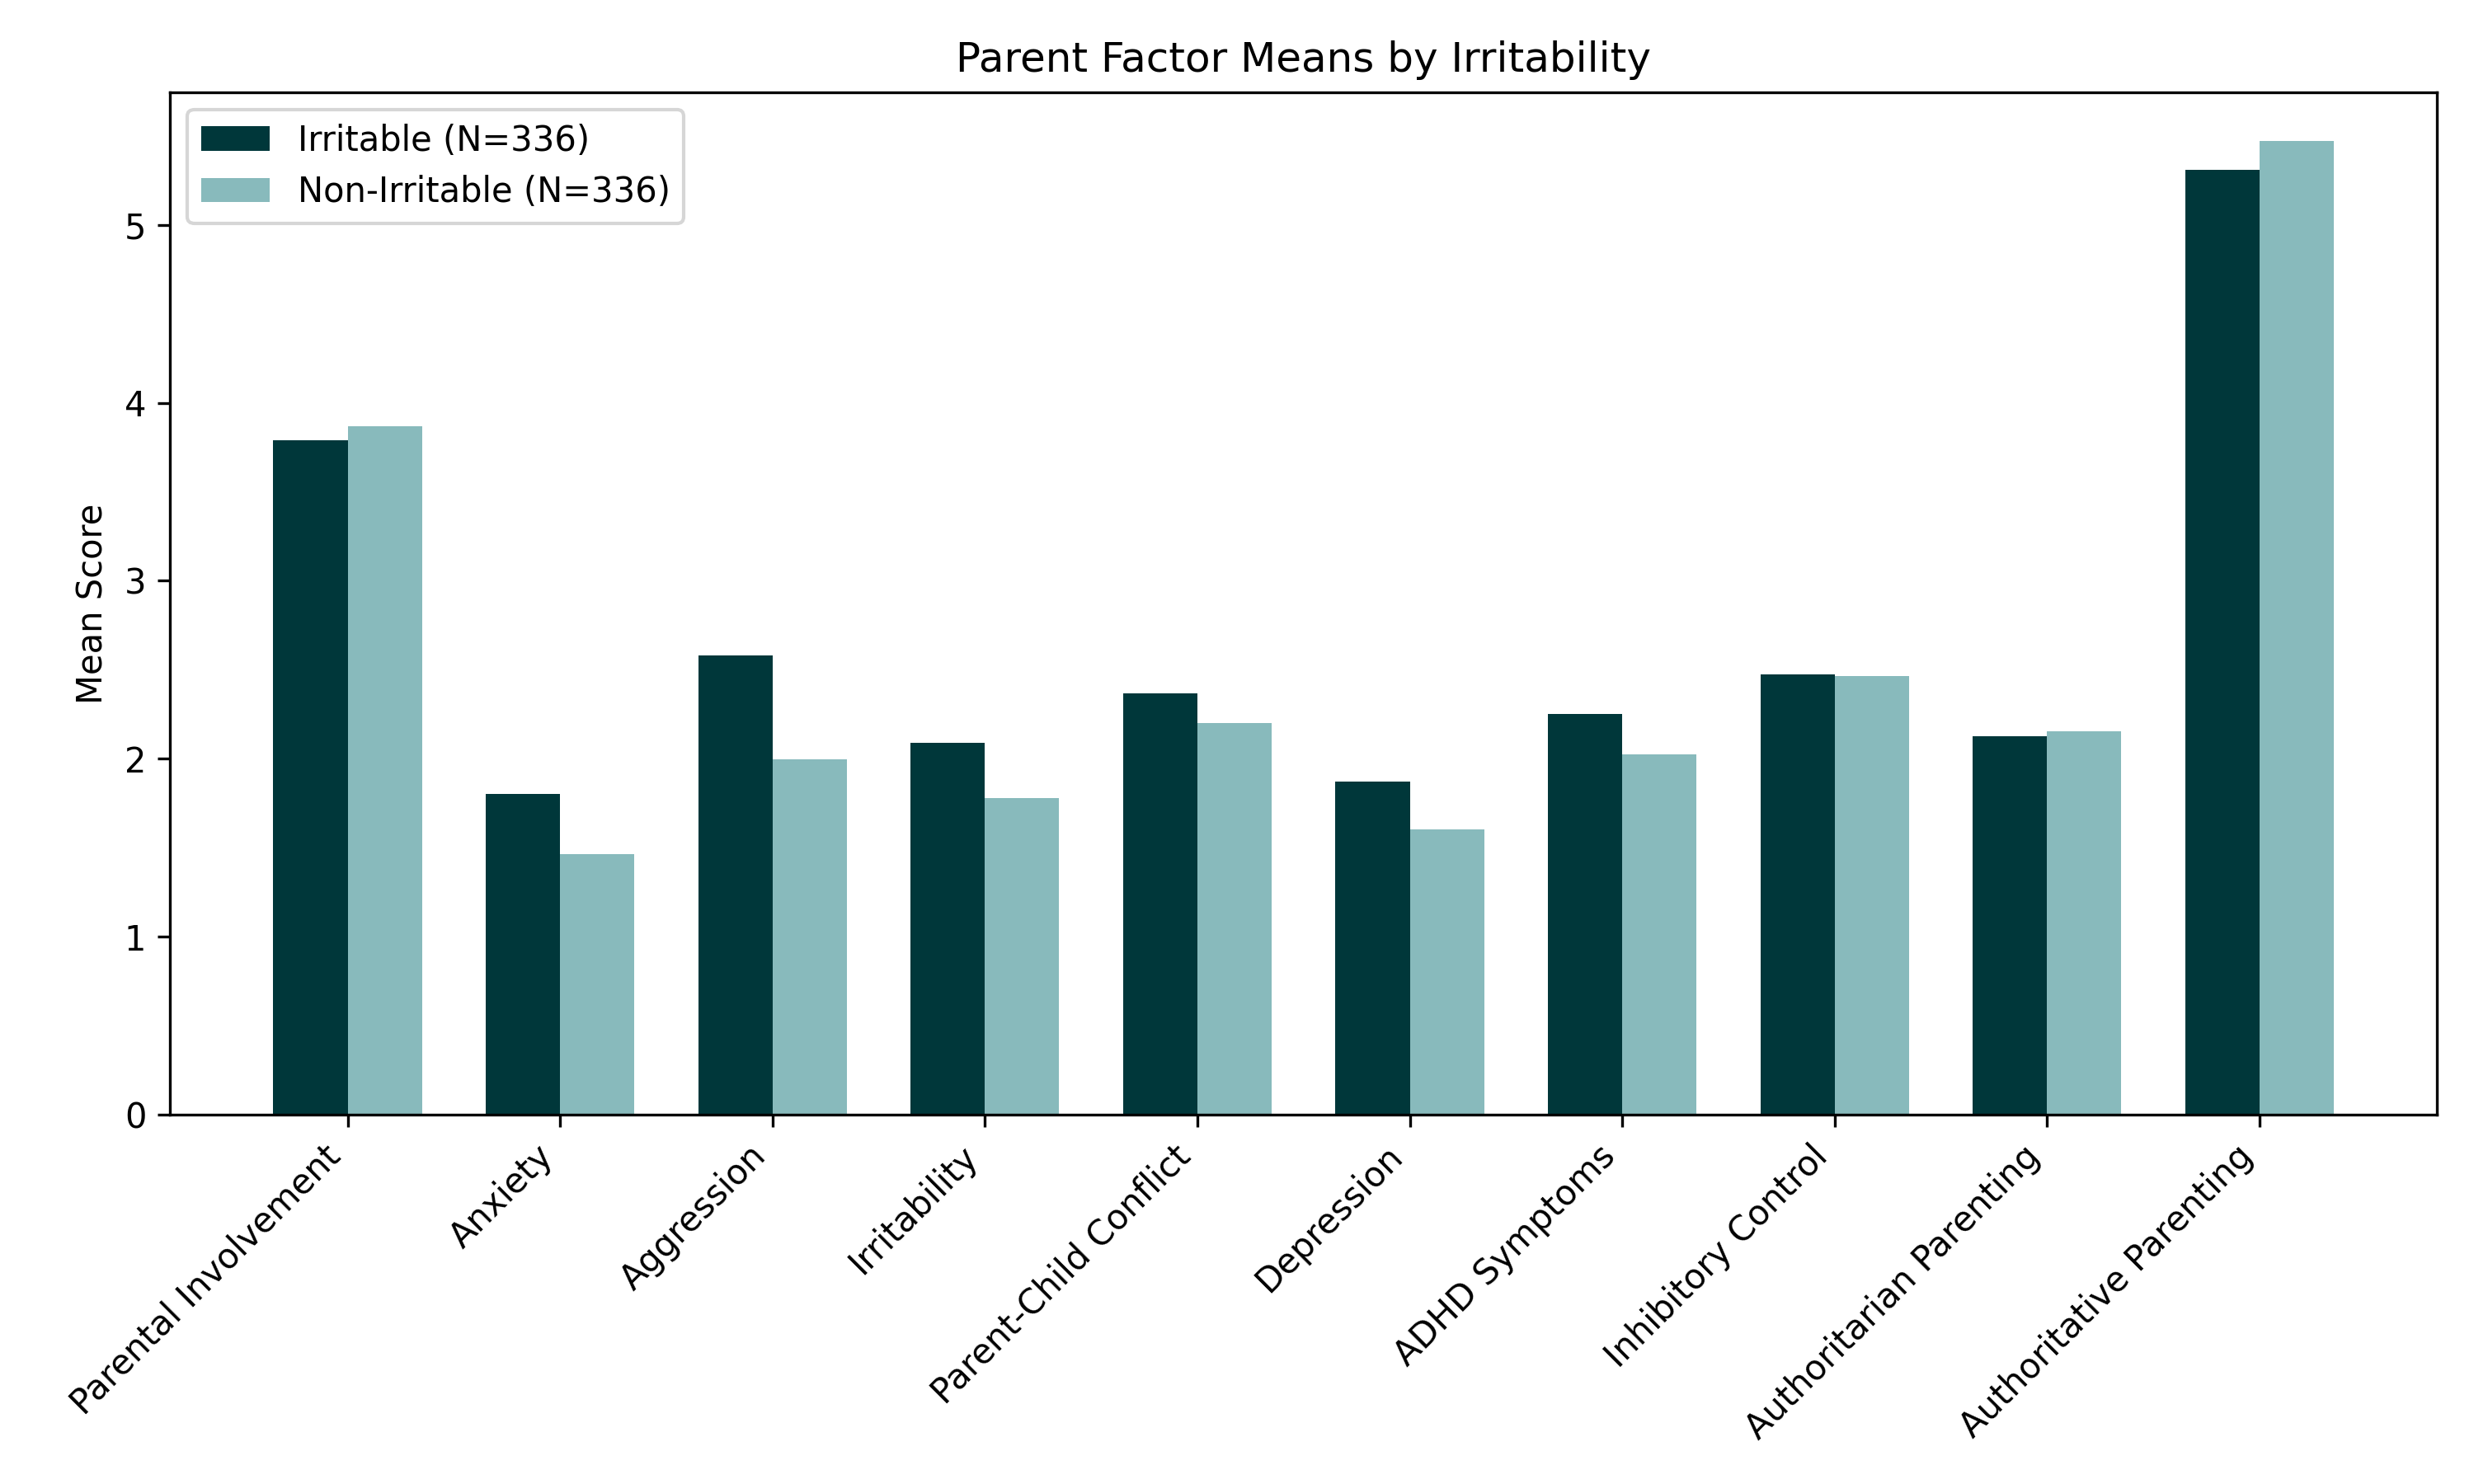 Parent Factor Means by Irritability
Irritable (N=336)
Non-Irritable (N=336)
Mean Score
5
4
3
2
1
0
Parental Involvement
Anxiety
Aggression
Irritability
Parent-Child Conflict
Depression
ADHD Symptoms
Inhibitory Control
Authoritarian Parenting
Authoritative Parenting